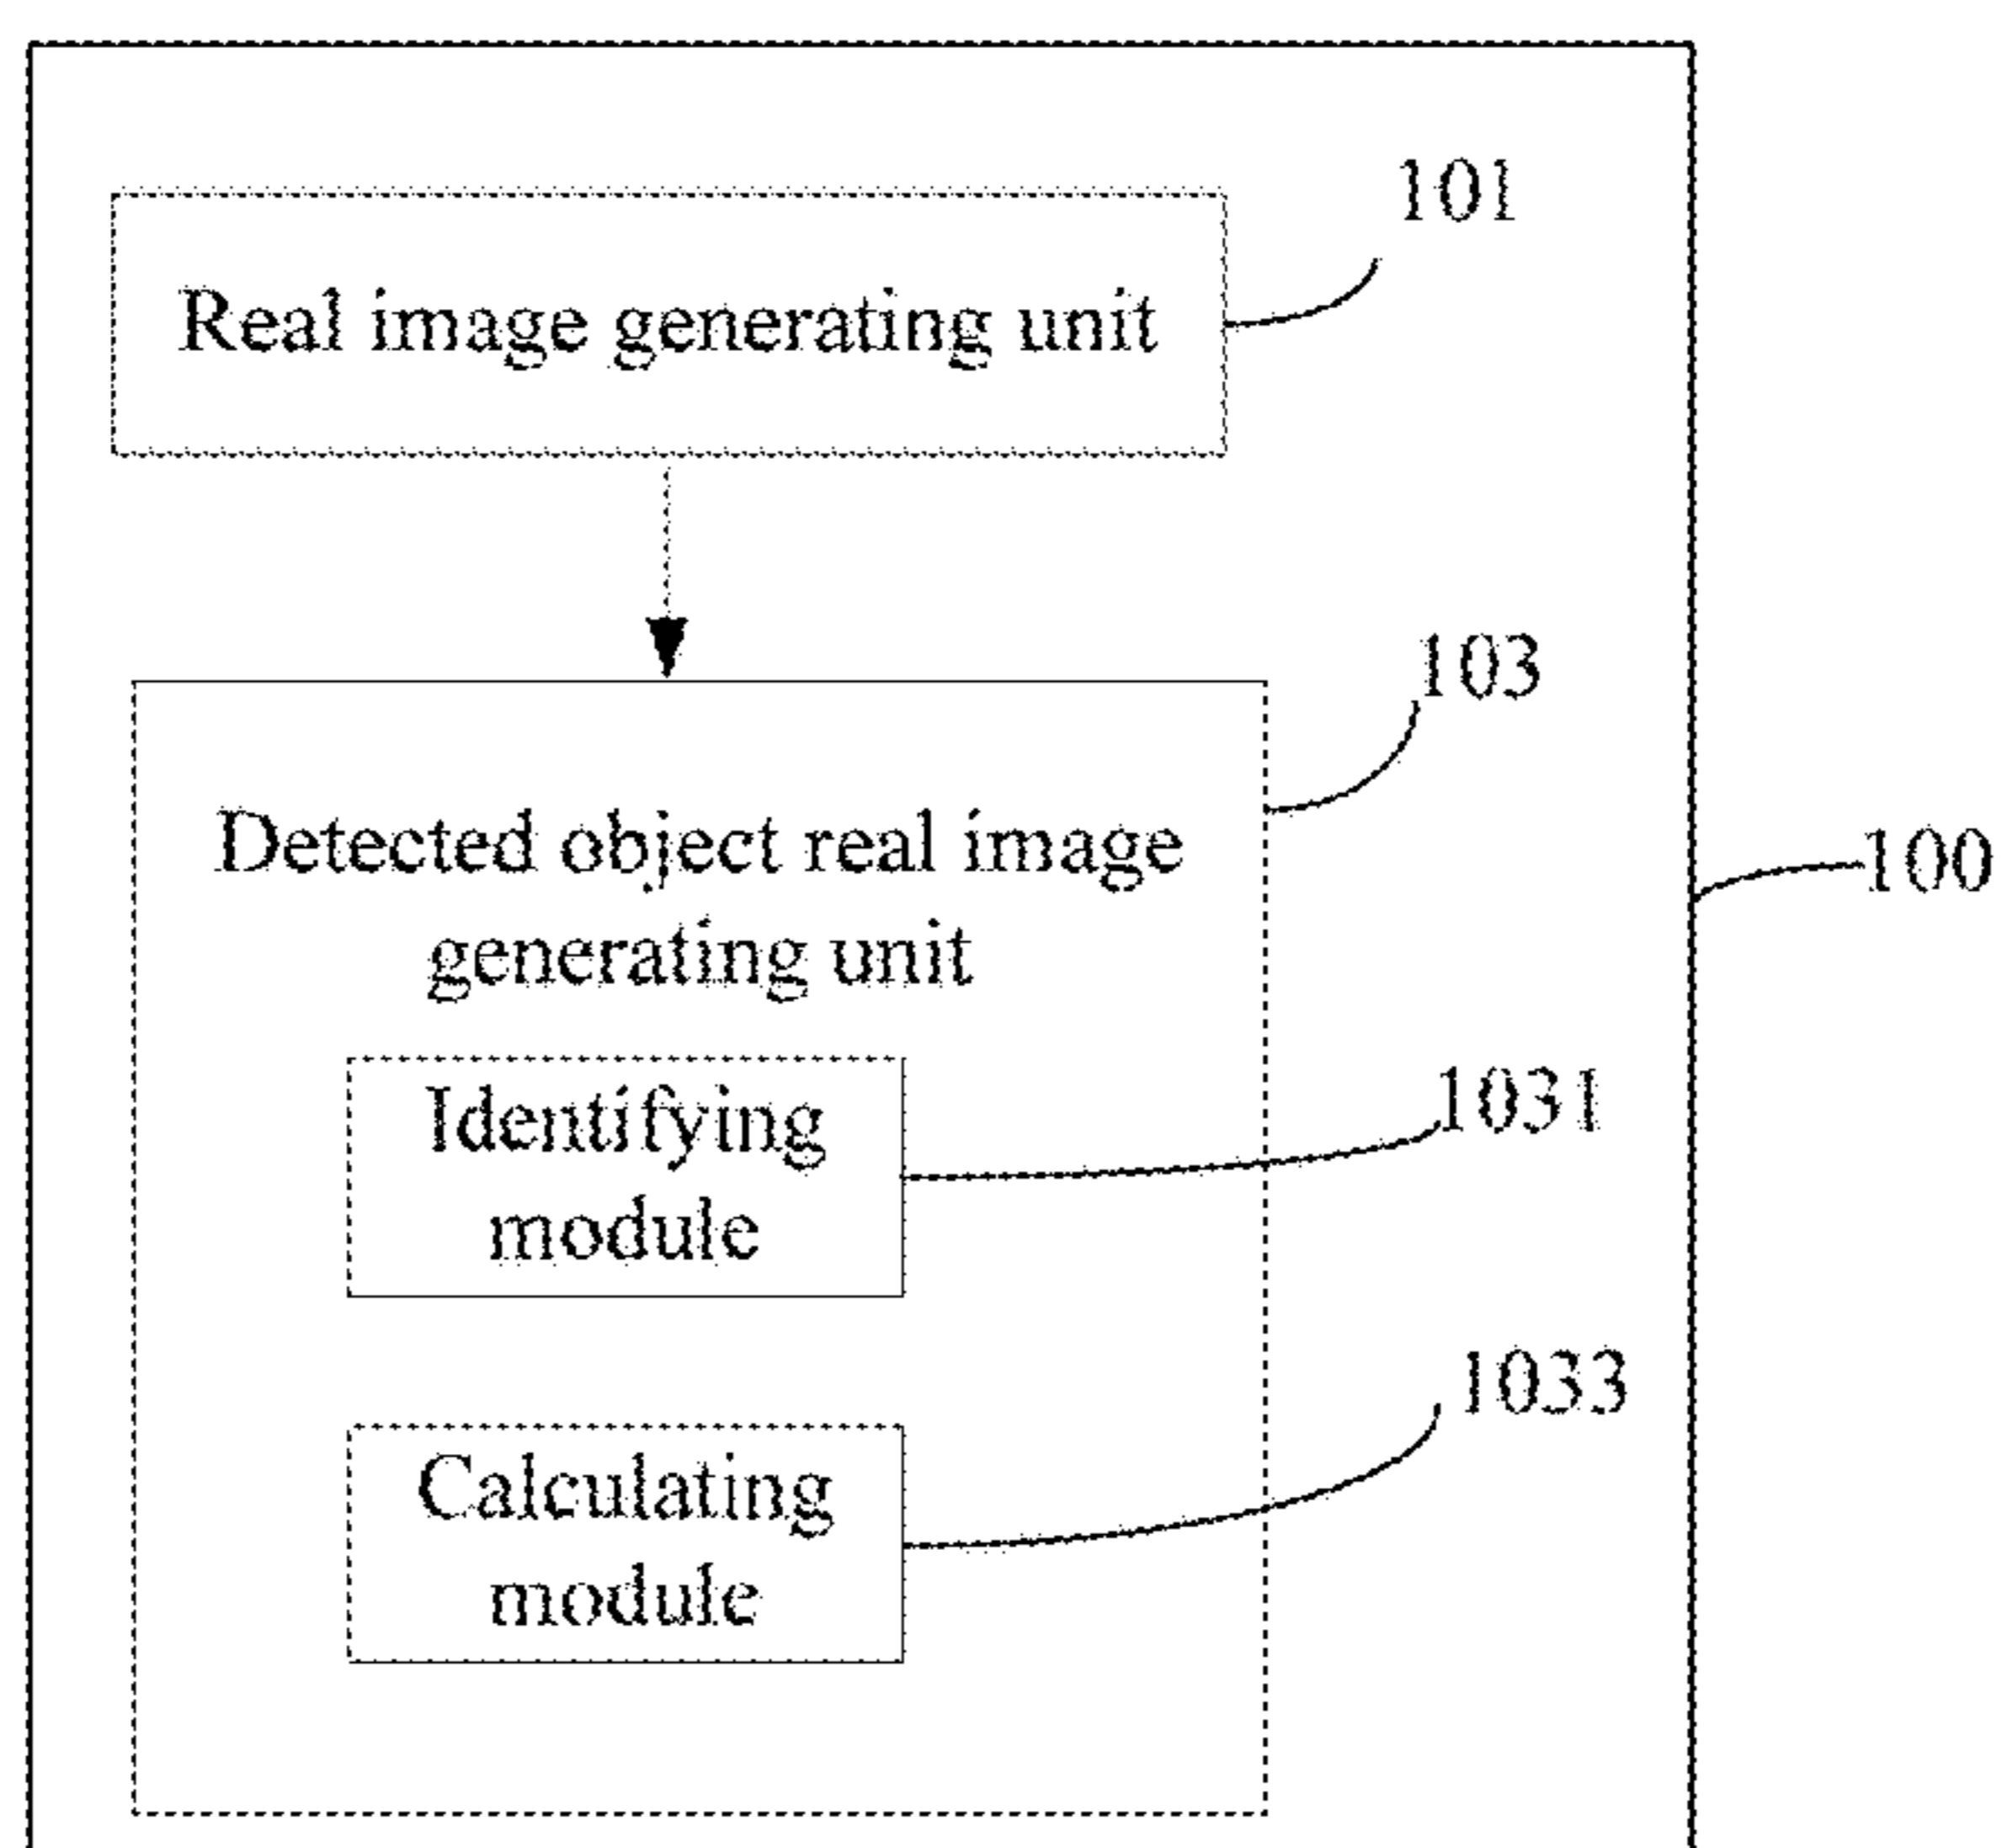 101
Real image generating unit
103
Detected object real image
generating unit
100
1031
Identifying
module
1033
Calculating
module